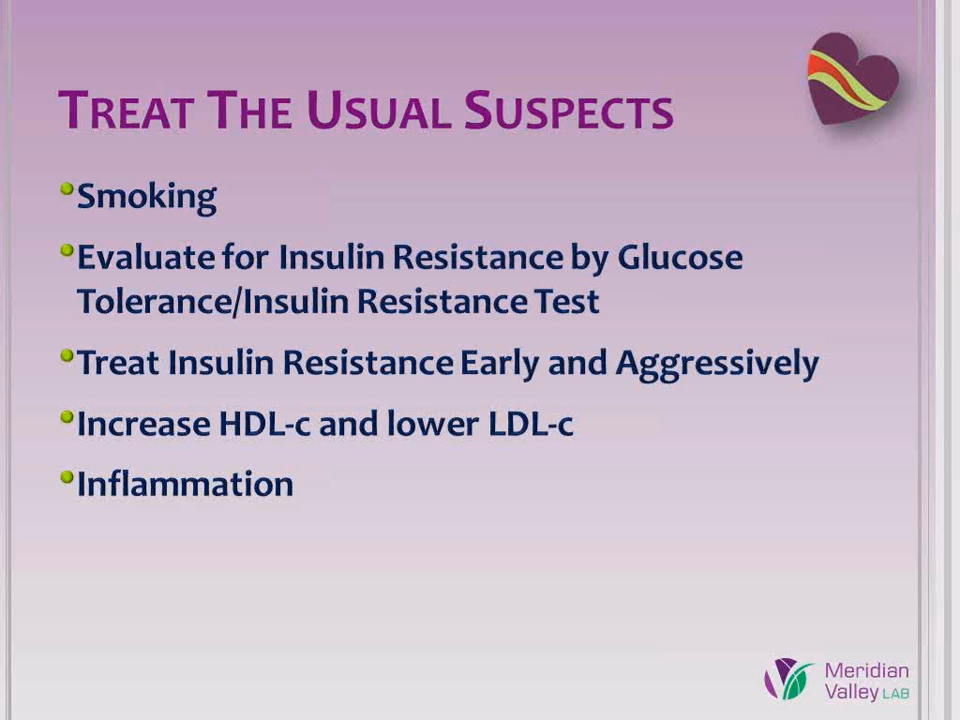 TREAT THE USUAL SUSPECTS
Smoking
Evaluate for Insulin Resistance by Glucose
Tolerance/Insulin Resistance Test
Treat Insulin Resistance Early and Aggressively
Increase HDL-c and lower LDL-c
Inflammation
Meridian
Valley LAB